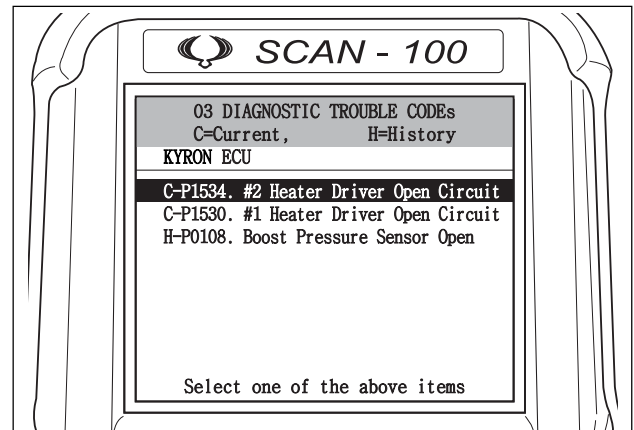 SCAN - 100
03 DIAGNOSTIC TROUBLE CODEs
C=Current, H=History
KYRON ECU
C-P1534. #2 Heater Driver Open Circuit
C-P1530. #1 Heater Driver Open Circuit
H-P0108. Boost Pressure Sensor Open
Select one of the above items